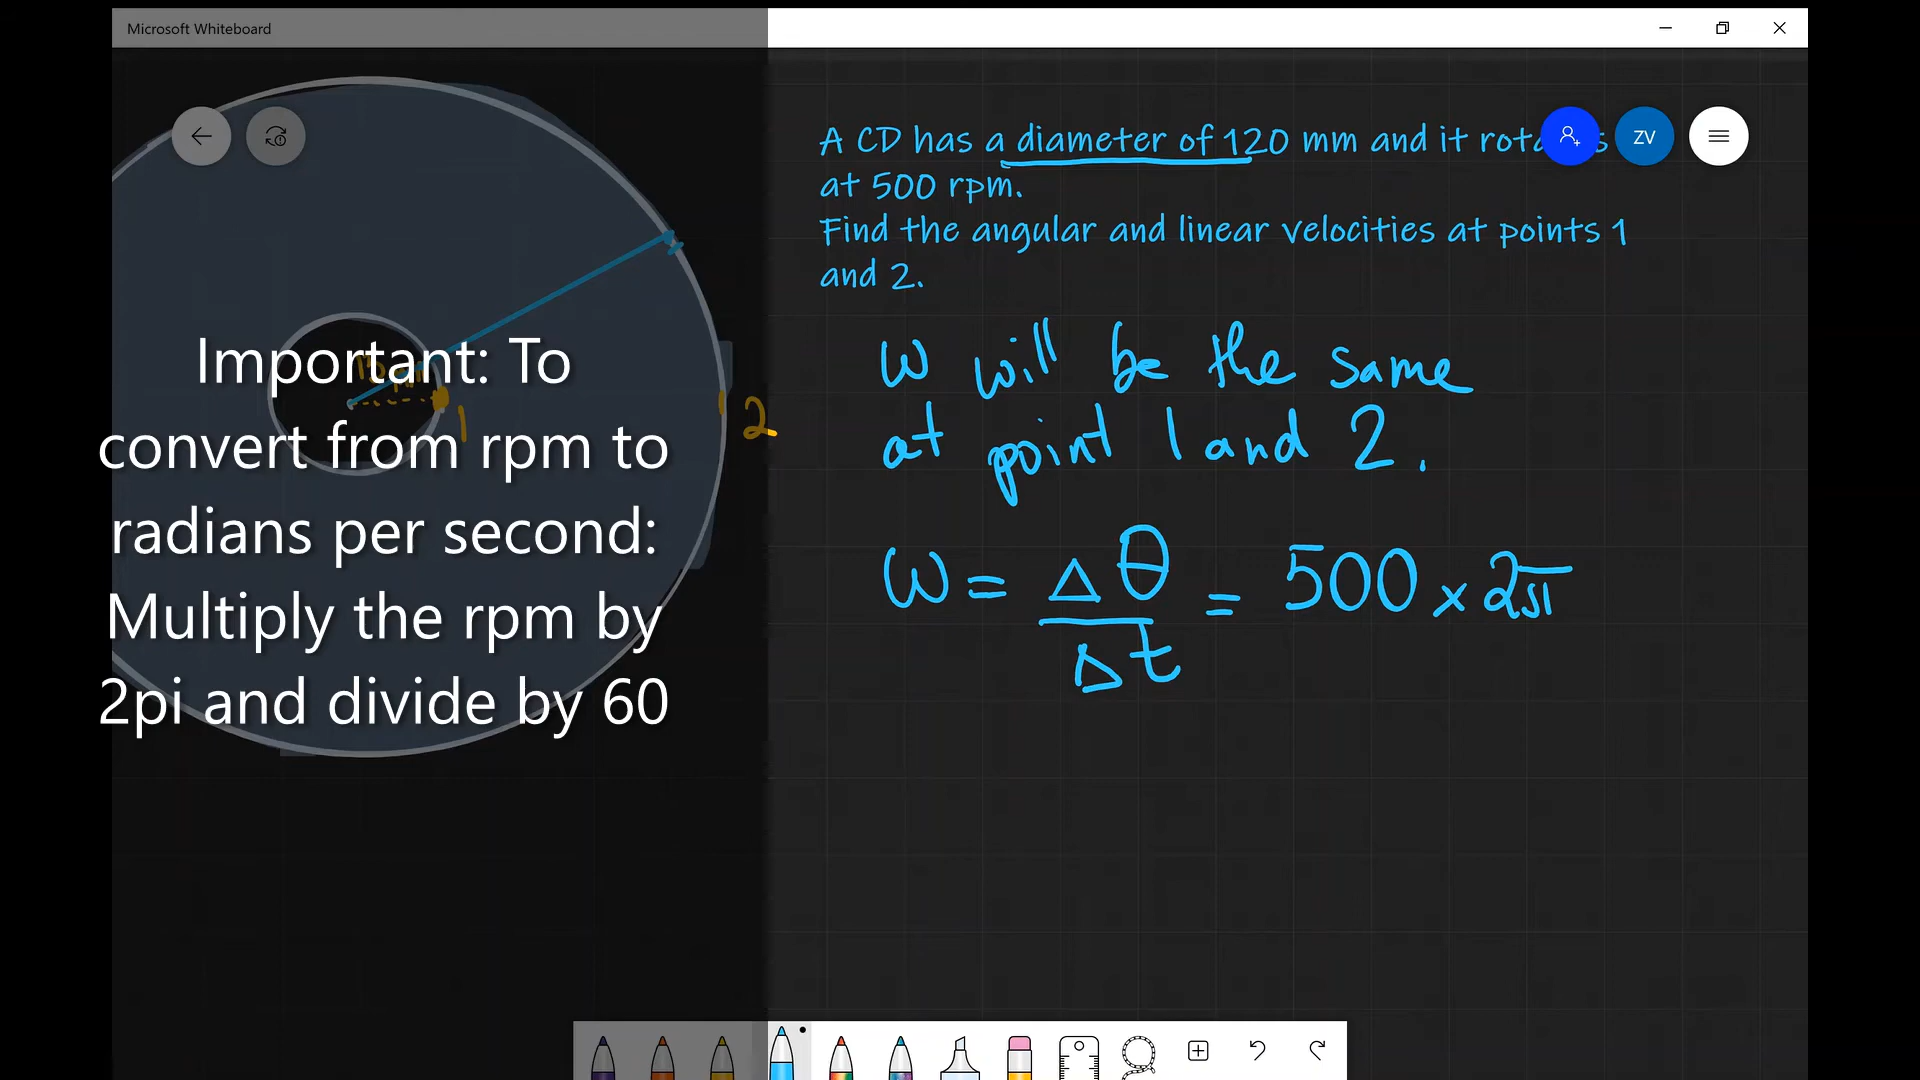 Microsoft Whiteboard
ZV
A CD has a diameter of 120 mm and it
at 500 rpm.
Find the angular and linear velocities at points 1
and 2.
W will be the same
at point 1 and 2.
ω = Δθ
Δt
= 500 × 2π
1
2
Important: To
convert from rpm to
radians per second:
Multiply the rpm by
2pi and divide by 60